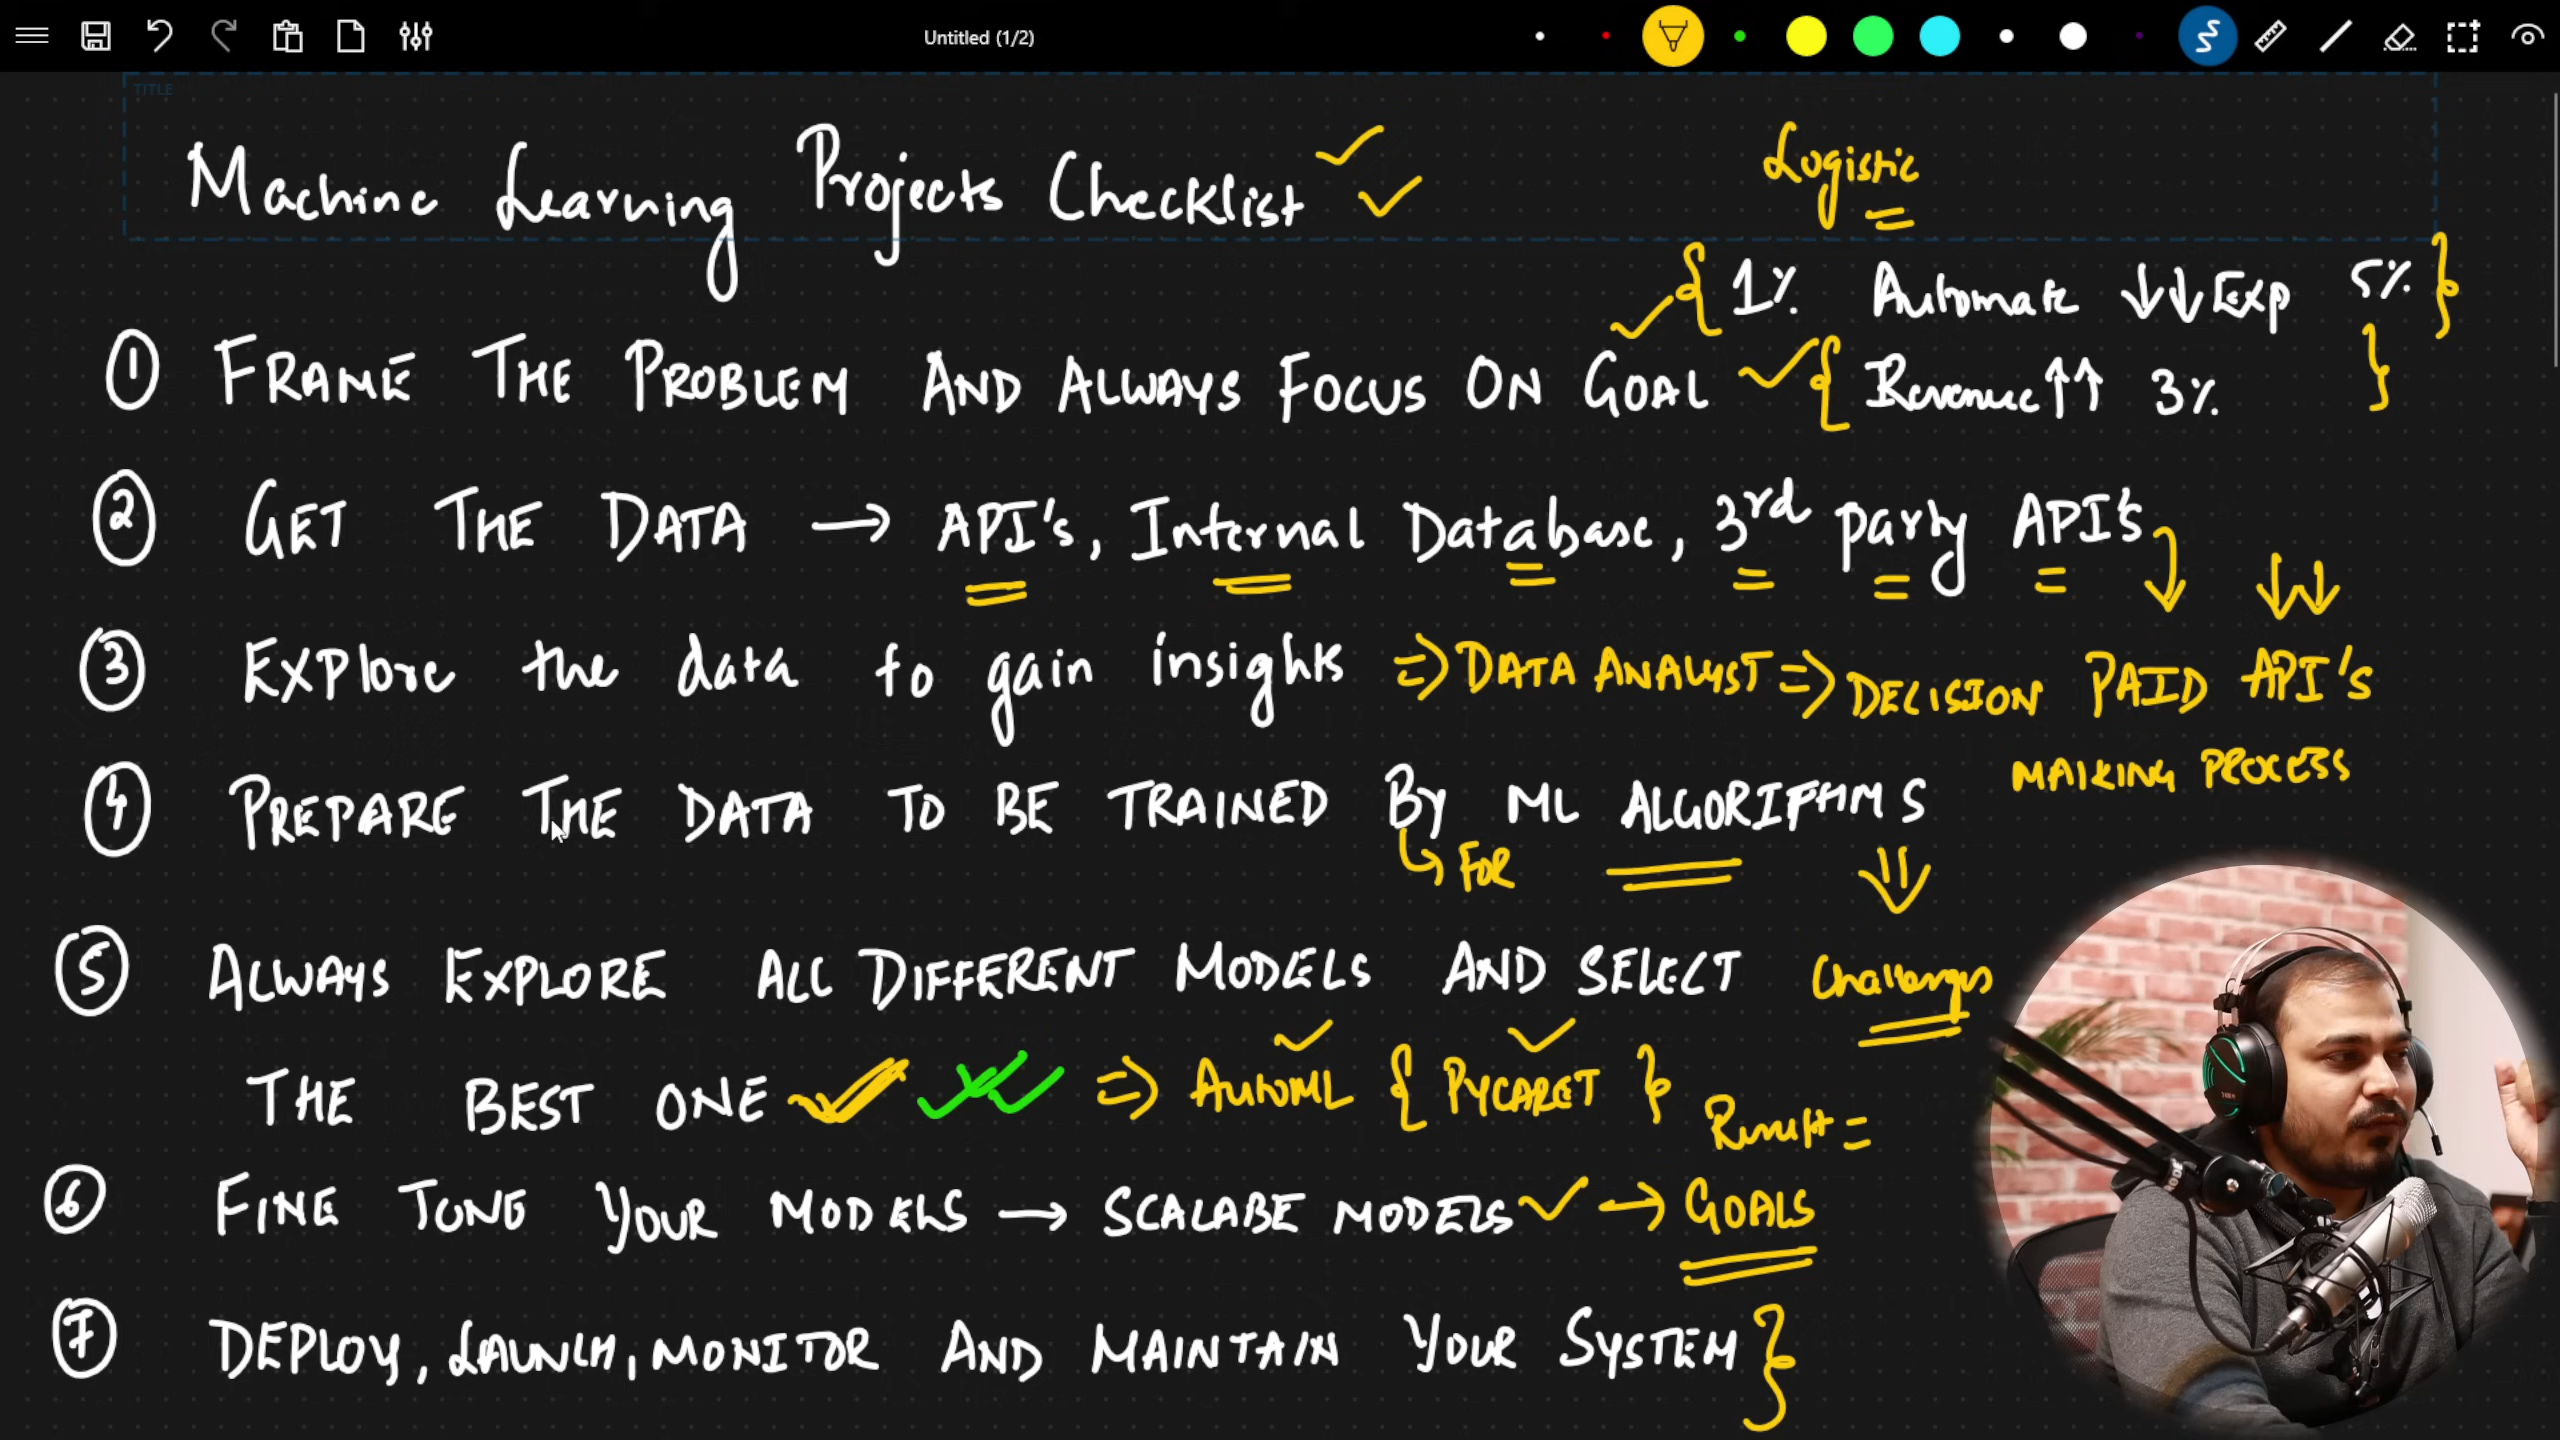 Untitled (1/2)
TITLE
Machine Learning Projects Checklist
Logistic
1% Automate ↓↓ Exp 5%
① FRAME THE PROBLEM AND ALWAYS FOCUS ON GOAL { Revenue ↑↑ 3% }
② GET THE DATA → API's, Internal Database, 3rd party API's
③ Explore the data to gain insights => DATA ANALYST => DECISION PAID API's
MAKING PROCESS
④ PREPARE THE DATA TO BE TRAINED By ML ALGORITHMS
↳ FOR
⑤ ALWAYS EXPLORE ALL DIFFERENT MODELS AND SELECT Challenges
THE BEST ONE => AutoML { PYCARET }
⑥ FINE TUNE YOUR MODELS → SCALABE MODELS → GOALS
⑦ DEPLOY, LAUNCH, MONITOR AND MAINTAIN YOUR SYSTEM }